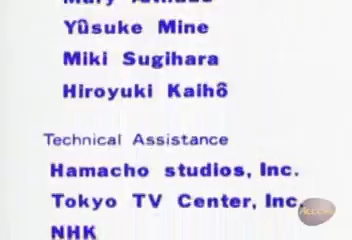 Yûsuke Mine
Miki Sugihara
Hiroyuki Kaihô
Technical Assistance
Hamacho studios, Inc.
Tokyo TV Center, Inc.
NHK